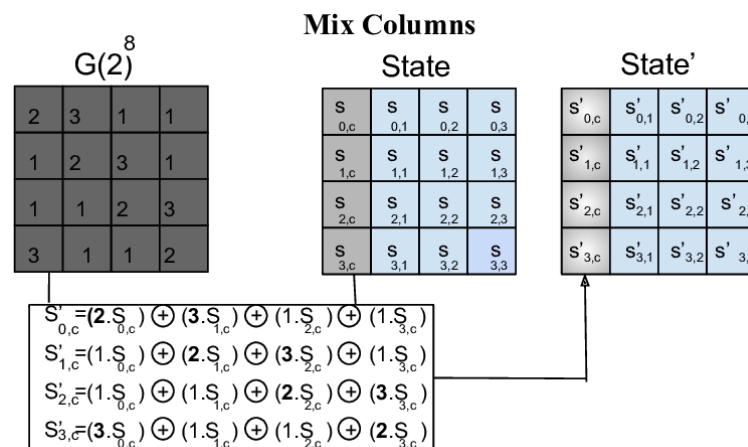 Mix Columns
G(2)^8 State State’
2 3 1 1 s0,c s0,1 s0,2 s0,3 s'0,c s'0,1 s'0,2 s'0,
1 2 3 1 s1,c s1,1 s1,2 s1,3 s'1,c s'1,1 s'1,2 s'1,3
1 1 2 3 s2,c s2,1 s2,2 s2,3 s'2,c s'2,1 s'2,2 s'2,
3 1 1 2 s3,c s3,1 s3,2 s3,3 s'3,c s'3,1 s'3,2 s'3,
S'0,c=(2.S0,c) ⊕ (3.S1,c) ⊕ (1.S2,c) ⊕ (1.S3,c)
S'1,c=(1.S0,c) ⊕ (2.S1,c) ⊕ (3.S2,c) ⊕ (1.S3,c)
S'2,c=(1.S0,c) ⊕ (1.S1,c) ⊕ (2.S2,c) ⊕ (3.S3,c)
S'3,c=(3.S0,c) ⊕ (1.S1,c) ⊕ (1.S2,c) ⊕ (2.S3,c)